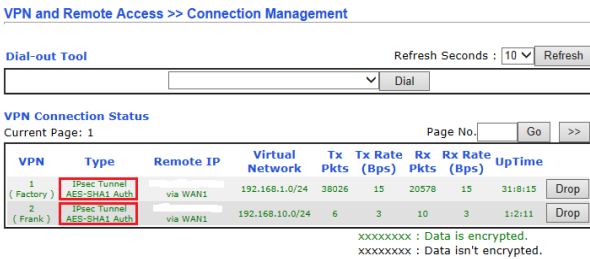 VPN and Remote Access >> Connection Management
Dial-out Tool Refresh Seconds : 10 Refresh
Dial
VPN Connection Status
Current Page: 1 Page No. Go >>
VPN Type Remote IP Virtual Network Tx Pkts Tx Rate (Bps) Rx Pkts Rx Rate (Bps) UpTime
1 ( Factory ) IPsec Tunnel AES-SHA1 Auth via WAN1 192.168.1.0/24 38026 15 20578 15 31:8:15 Drop
2 ( Frank ) IPsec Tunnel AES-SHA1 Auth via WAN1 192.168.10.0/24 6 3 10 3 1:2:11 Drop
xxxxxxxx : Data is encrypted.
xxxxxxxx : Data isn't encrypted.